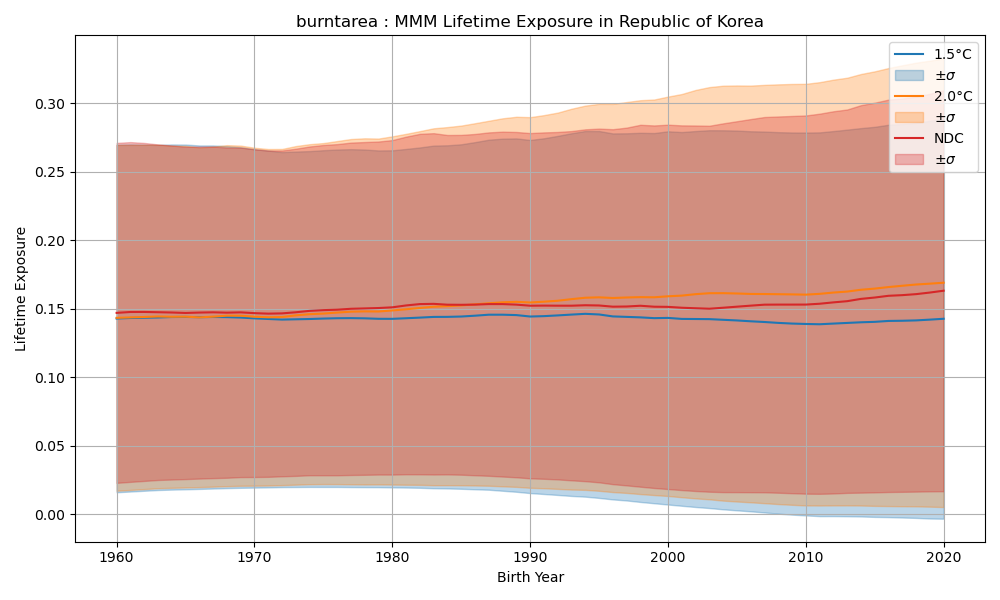 burntarea : MMM Lifetime Exposure in Republic of Korea
1.5°C
±σ
2.0°C
±σ
NDC
±σ
Lifetime Exposure
0.30
0.25
0.20
0.15
0.10
0.05
0.00
1960 1970 1980 1990 2000 2010 2020
Birth Year